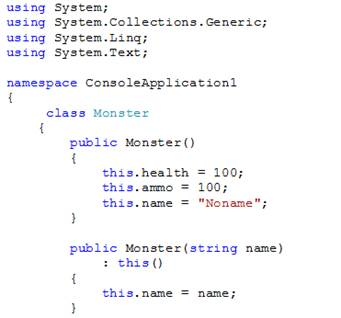 using System;
using System.Collections.Generic;
using System.Linq;
using System.Text;
namespace ConsoleApplication1
{
class Monster
{
public Monster()
{
this.health = 100;
this.ammo = 100;
this.name = "Noname";
}
public Monster(string name)
: this()
{
this.name = name;
}